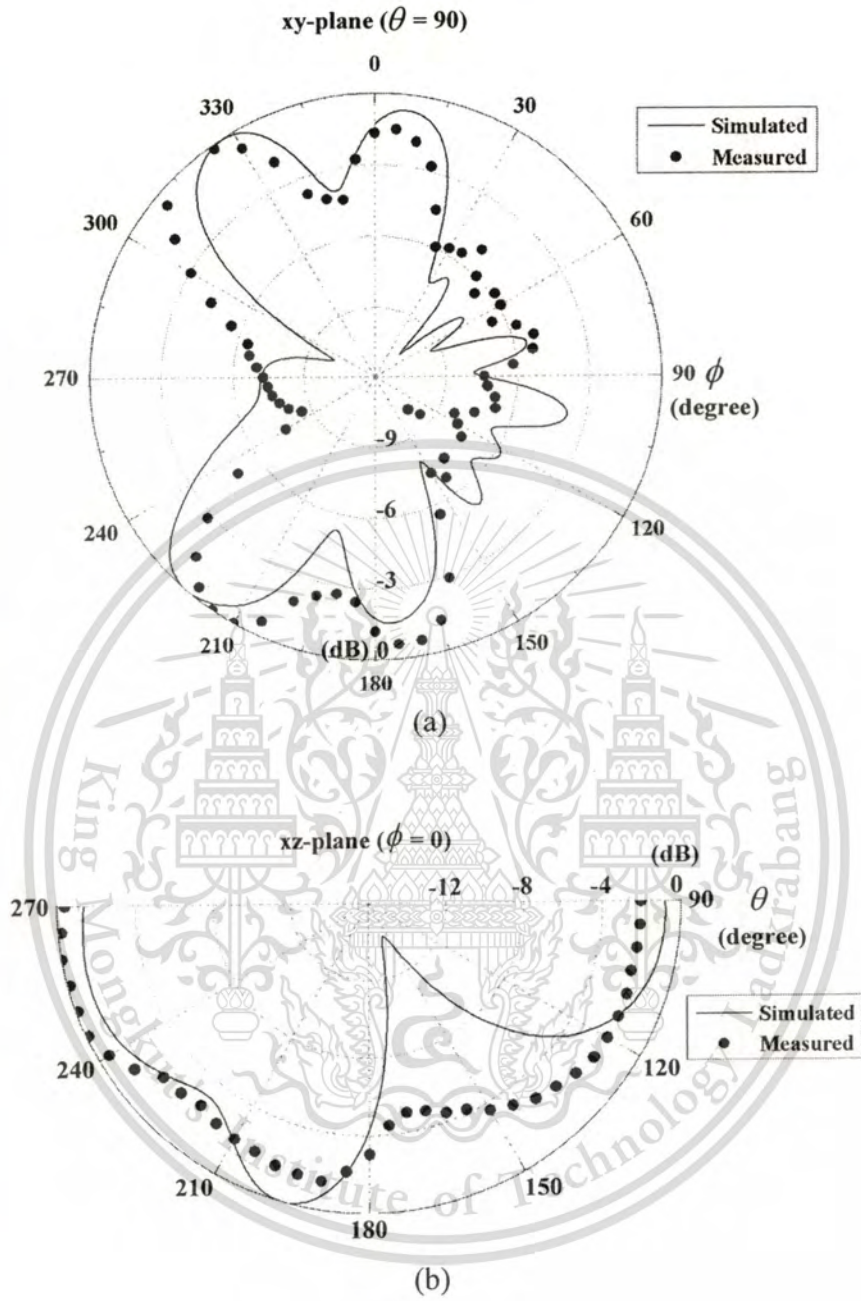 xy-plane (θ = 90)
0
330
30
Simulated
Measured
300
60
270
90 ϕ
(degree)
-9
240
-6
120
-3
210
(dB) 0
150
180
(a)
xz-plane (ϕ = 0)
(dB)
-12 -8 -4 0
270
90 θ
(degree)
Simulated
Measured
240
120
210
150
180
King Mongkut's Institute of Technology Ladkrabang
(b)